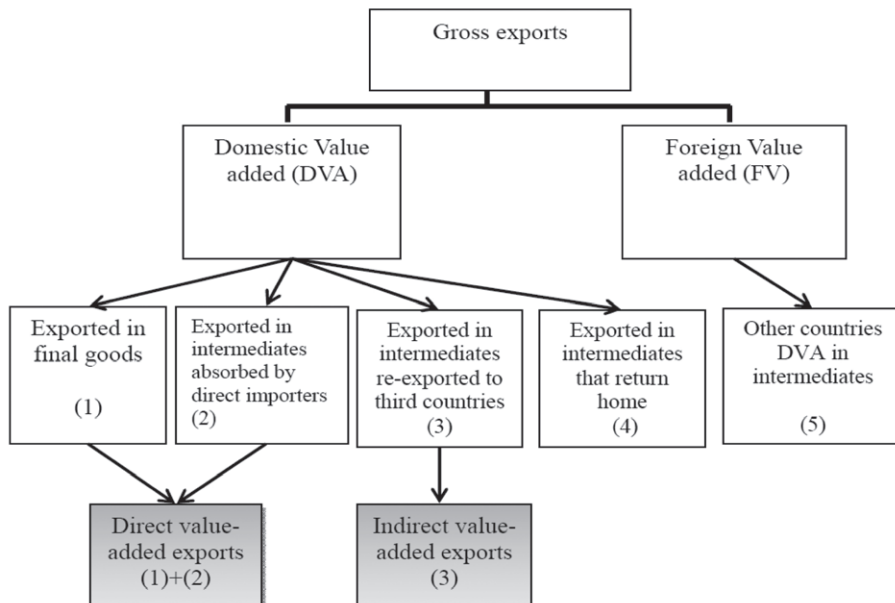 Gross exports
Domestic Value
added (DVA)
Foreign Value
added (FV)
Exported in
final goods
(1)
Exported in
intermediates
absorbed by
direct importers
(2)
Exported in
intermediates
re-exported to
third countries
(3)
Exported in
intermediates
that return
home
(4)
Other countries
DVA in
intermediates
(5)
Direct value-
added exports
(1)+(2)
Indirect value-
added exports
(3)